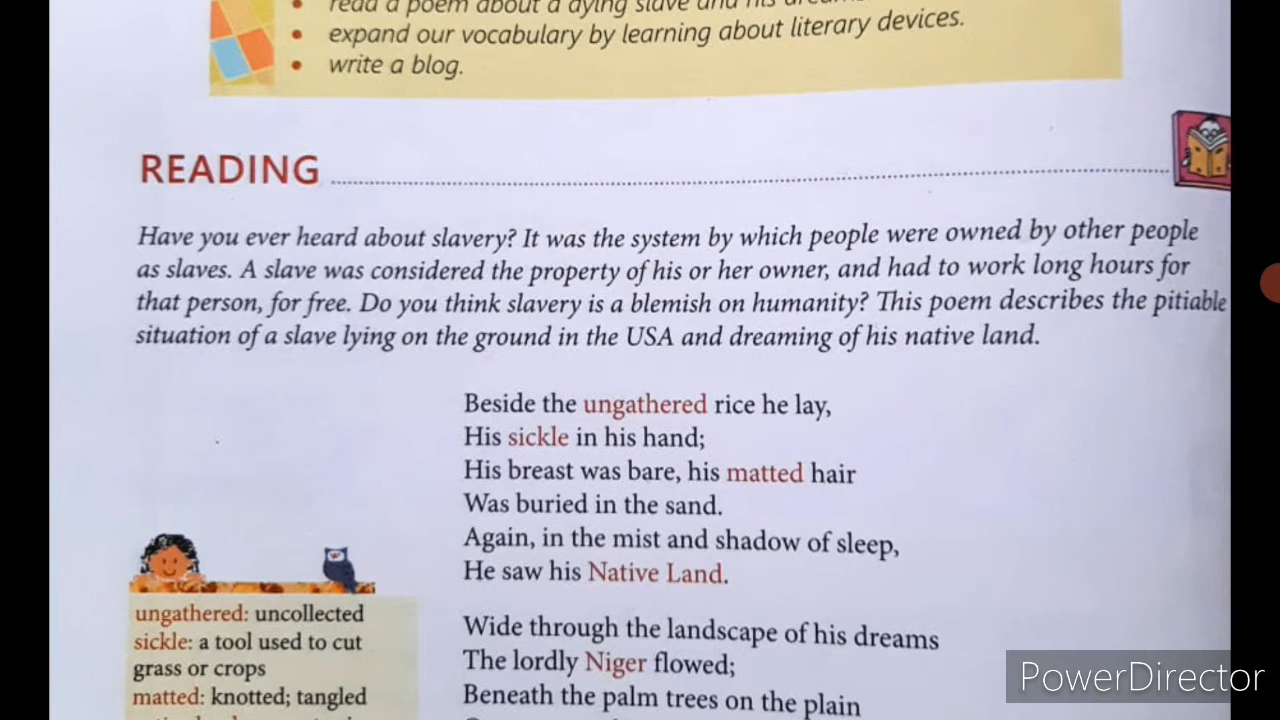 read a poem about a dying slave and his
• expand our vocabulary by learning about literary devices.
• write a blog.
READING
Have you ever heard about slavery? It was the system by which people were owned by other people
as slaves. A slave was considered the property of his or her owner, and had to work long hours for
that person, for free. Do you think slavery is a blemish on humanity? This poem describes the pitiable
situation of a slave lying on the ground in the USA and dreaming of his native land.
Beside the ungathered rice he lay,
His sickle in his hand;
His breast was bare, his matted hair
Was buried in the sand.
Again, in the mist and shadow of sleep,
He saw his Native Land.
Wide through the landscape of his dreams
The lordly Niger flowed;
Beneath the palm trees on the plain
ungathered: uncollected
sickle: a tool used to cut
grass or crops
matted: knotted; tangled
PowerDirector